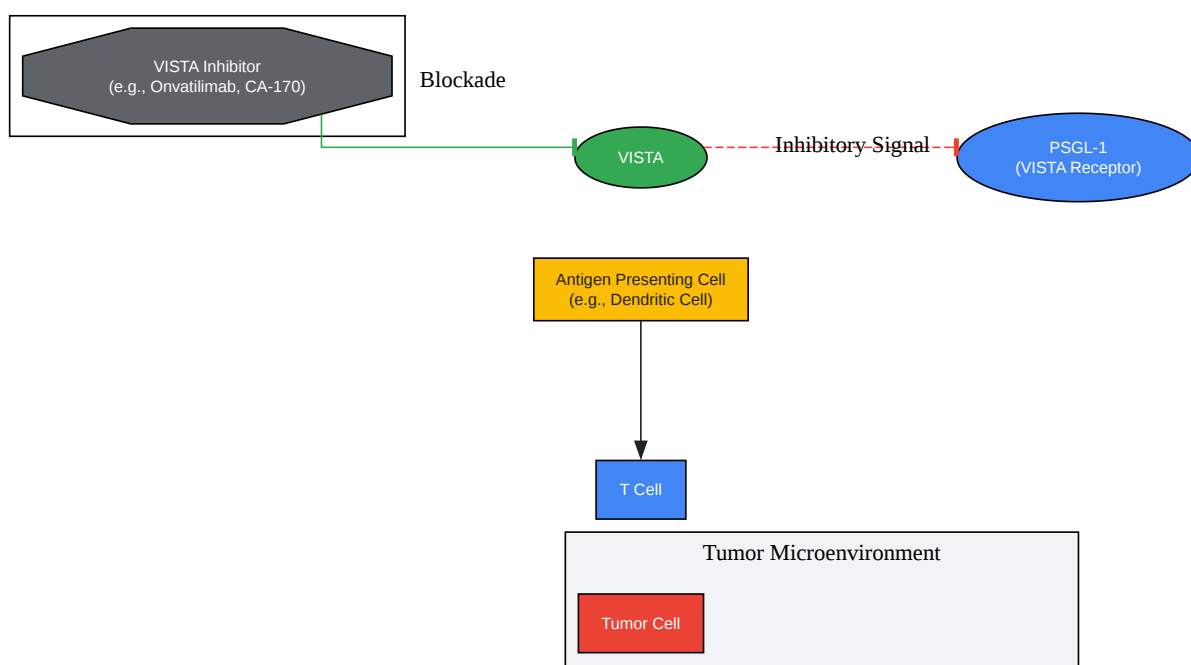 VISTA Inhibitor
(e.g., Onvatilimab, CA-170)
Blockade
VISTA
Inhibitory Signal
PSGL-1
(VISTA Receptor)
Antigen Presenting Cell
(e.g., Dendritic Cell)
T Cell
Tumor Microenvironment
Tumor Cell